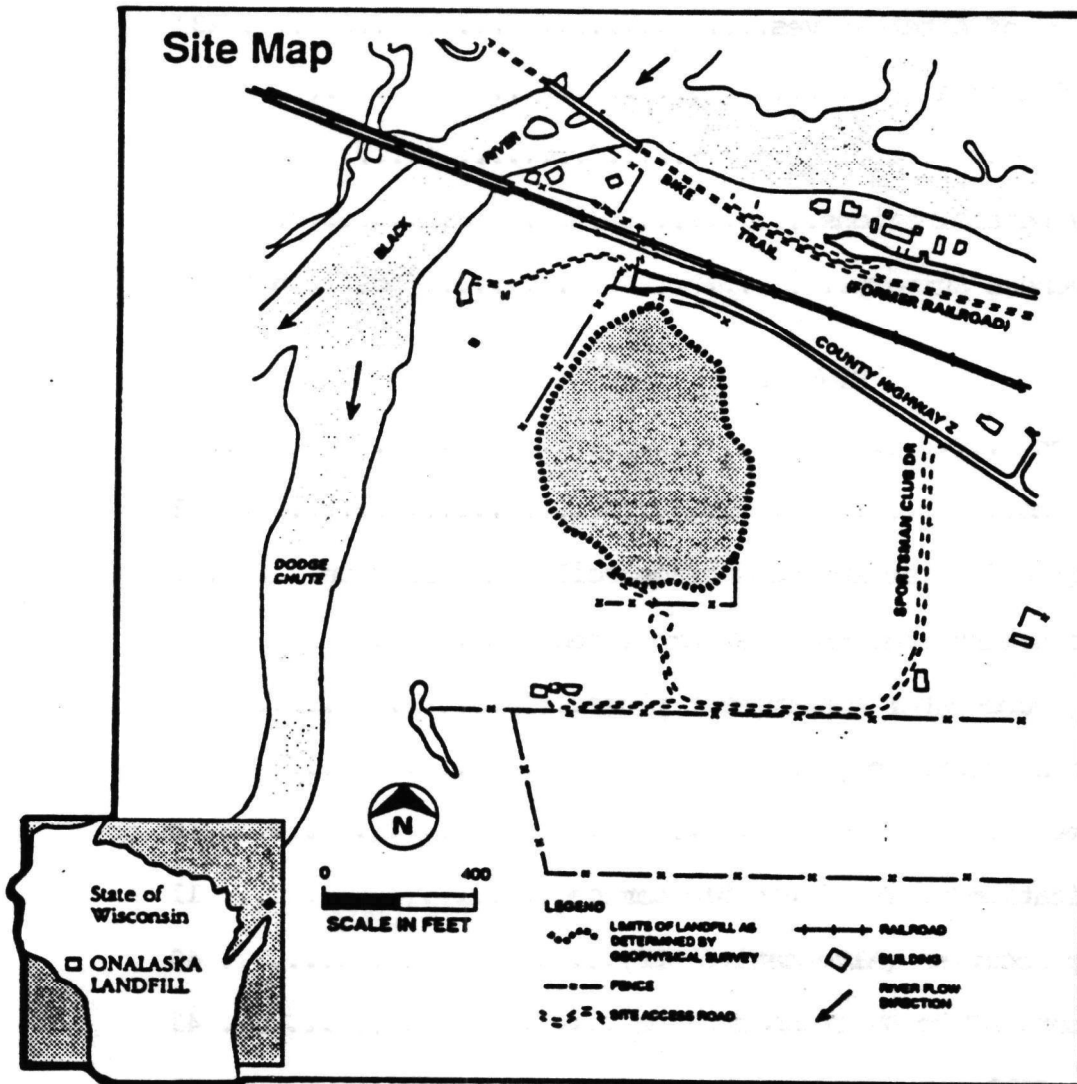 Site Map
RIVER
BLACK
BIKE
TRAIL
(FORMER RAILROAD)
COUNTY HIGHWAY Z
SPORTSMAN CLUB DR
DODGE
CHUTE
N
0 400
SCALE IN FEET
State of
Wisconsin
ONALASKA
LANDFILL
LEGEND
LIMITS OF LANDFILL AS
DETERMINED BY
GEOPHYSICAL SURVEY
FENCE
SITE ACCESS ROAD
RAILROAD
BUILDING
RIVER FLOW
DIRECTION